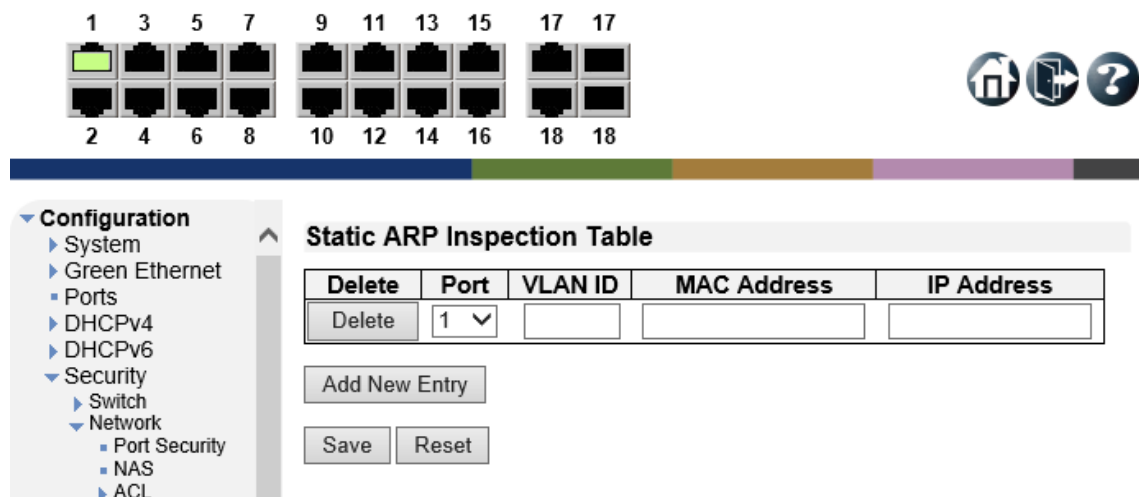 1 3 5 7 9 11 13 15 17 17
2 4 6 8 10 12 14 16 18 18
?
Configuration
System
Green Ethernet
Ports
DHCPv4
DHCPv6
Security
Switch
Network
Port Security
NAS
ACL
Static ARP Inspection Table
Delete Port VLAN ID MAC Address IP Address
Delete 1
Add New Entry
Save Reset